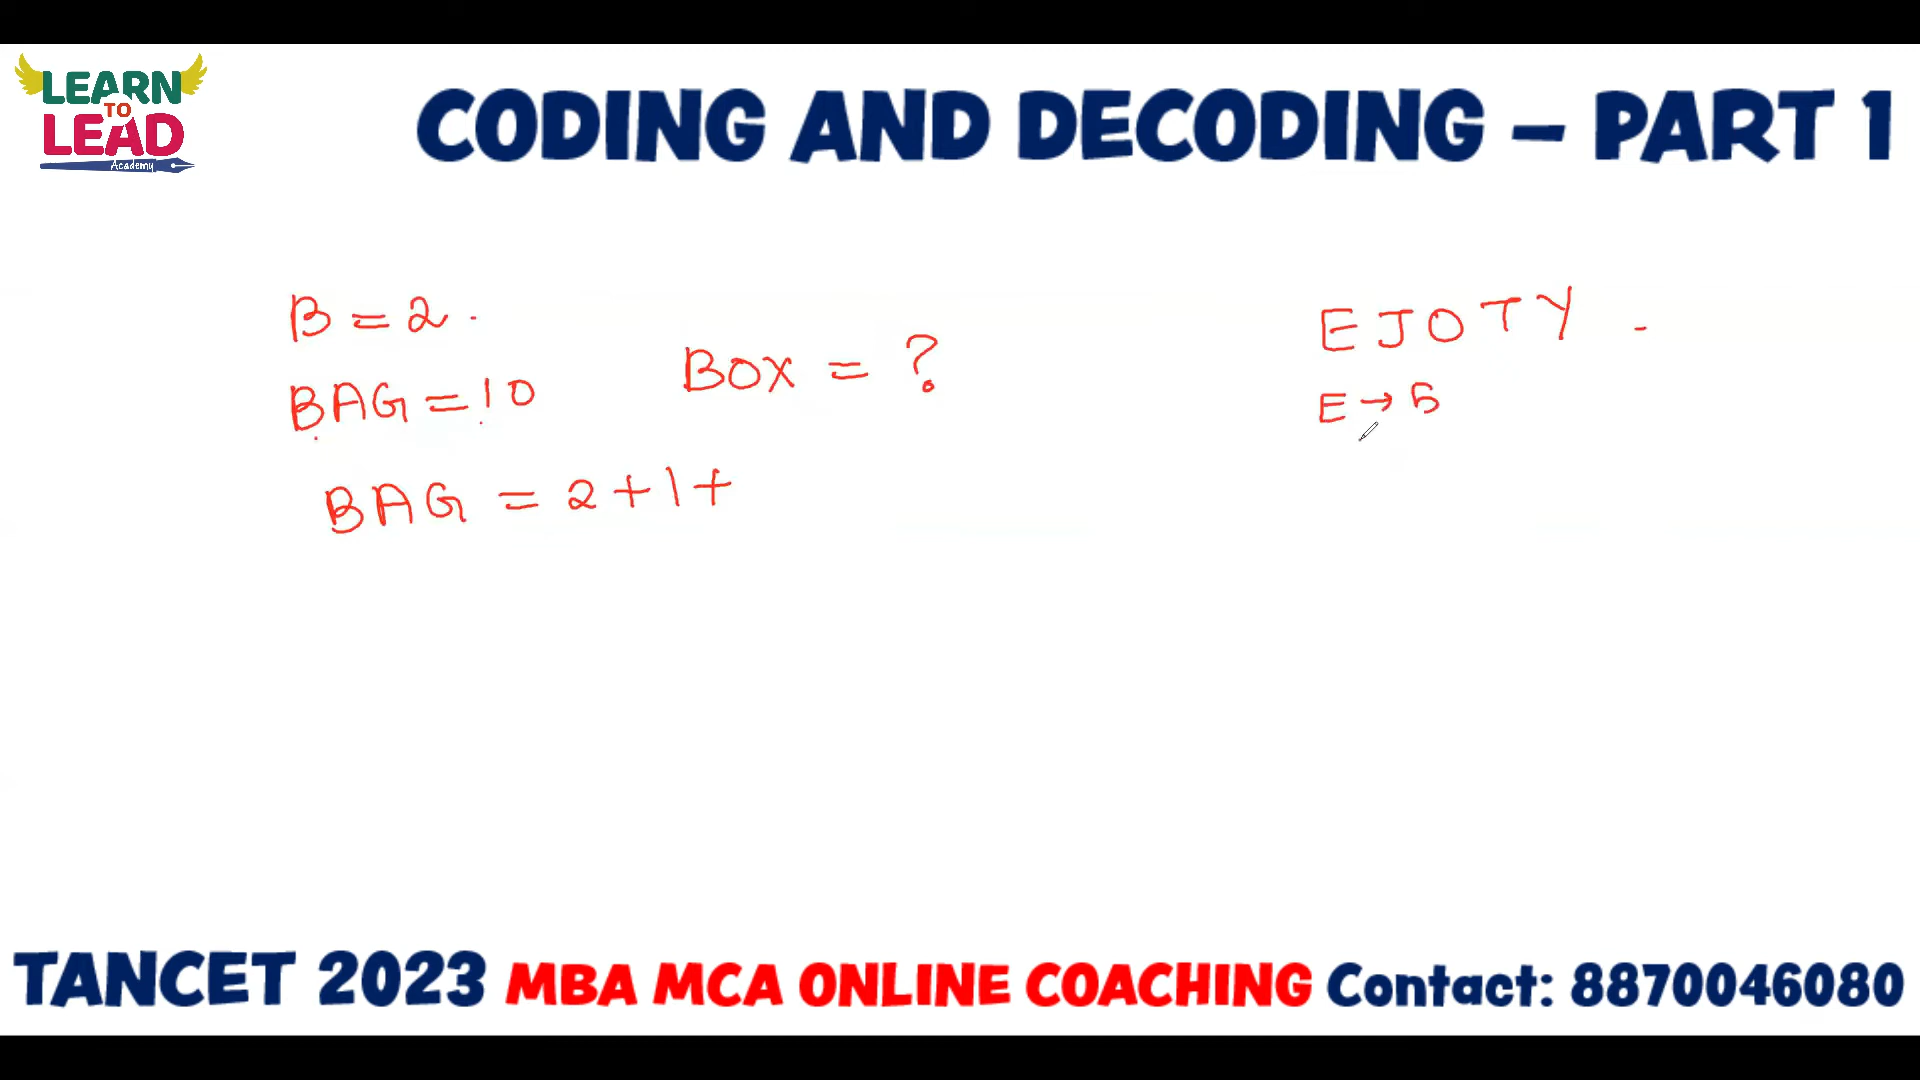 LEARN
TO
LEAD
Academy
CODING AND DECODING – PART 1
B = 2 .
BAG = 10
BOX = ?
BAG = 2 + 1 +
E J O T Y -
E → 5
TANCET 2023 MBA MCA ONLINE COACHING Contact: 8870046080